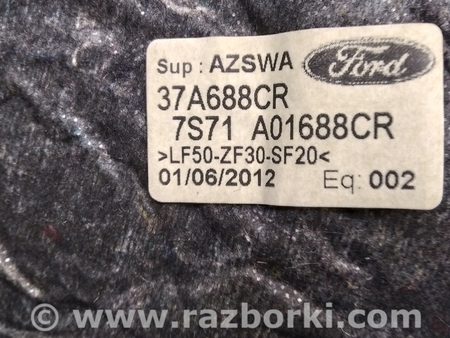 Sup : AZSWA
Ford
37A688CR
7S71 A01688CR
>LF50-ZF30-SF20<
01/06/2012 Eq: 002
© www.razborki.com